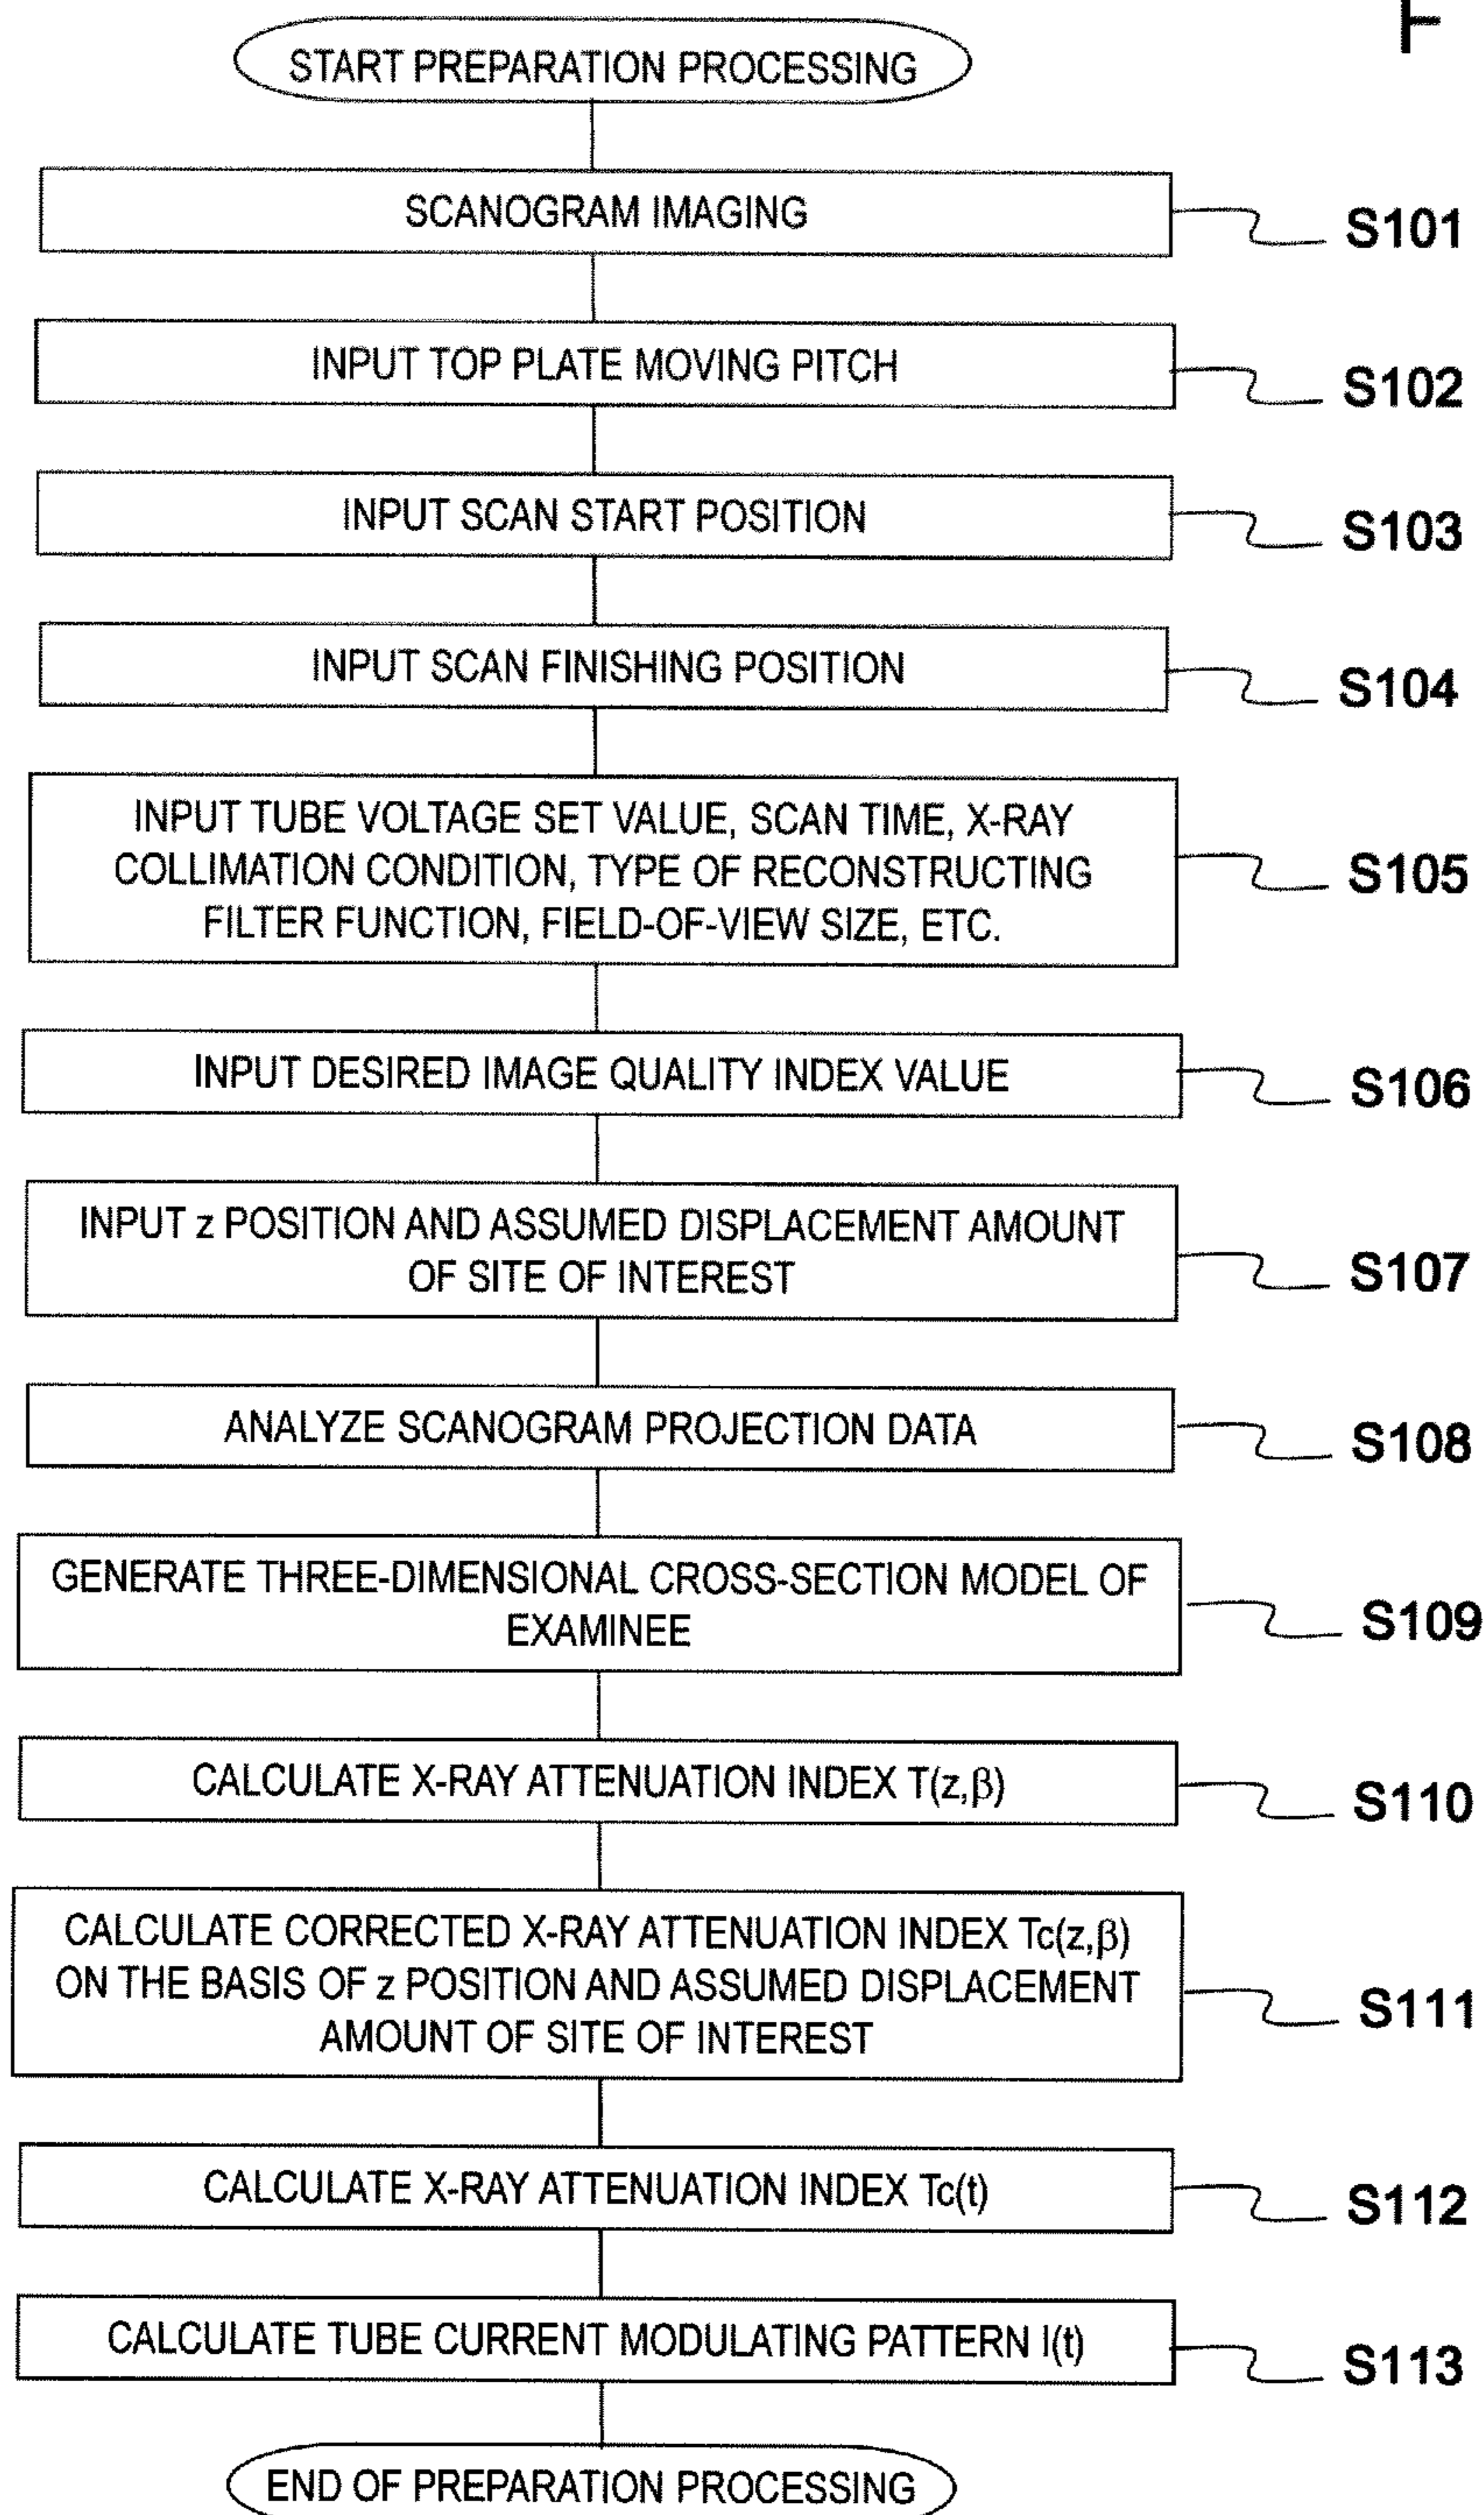 START PREPARATION PROCESSING
SCANOGRAM IMAGING
S101
INPUT TOP PLATE MOVING PITCH
S102
INPUT SCAN START POSITION
S103
INPUT SCAN FINISHING POSITION
S104
INPUT TUBE VOLTAGE SET VALUE, SCAN TIME, X-RAY
COLLIMATION CONDITION, TYPE OF RECONSTRUCTING
FILTER FUNCTION, FIELD-OF-VIEW SIZE, ETC.
S105
INPUT DESIRED IMAGE QUALITY INDEX VALUE
S106
INPUT z POSITION AND ASSUMED DISPLACEMENT AMOUNT
OF SITE OF INTEREST
S107
ANALYZE SCANOGRAM PROJECTION DATA
S108
GENERATE THREE-DIMENSIONAL CROSS-SECTION MODEL OF
EXAMINEE
S109
CALCULATE X-RAY ATTENUATION INDEX T(z,β)
S110
CALCULATE CORRECTED X-RAY ATTENUATION INDEX Tc(z,β)
ON THE BASIS OF z POSITION AND ASSUMED DISPLACEMENT
AMOUNT OF SITE OF INTEREST
S111
CALCULATE X-RAY ATTENUATION INDEX Tc(t)
S112
CALCULATE TUBE CURRENT MODULATING PATTERN I(t)
S113
END OF PREPARATION PROCESSING